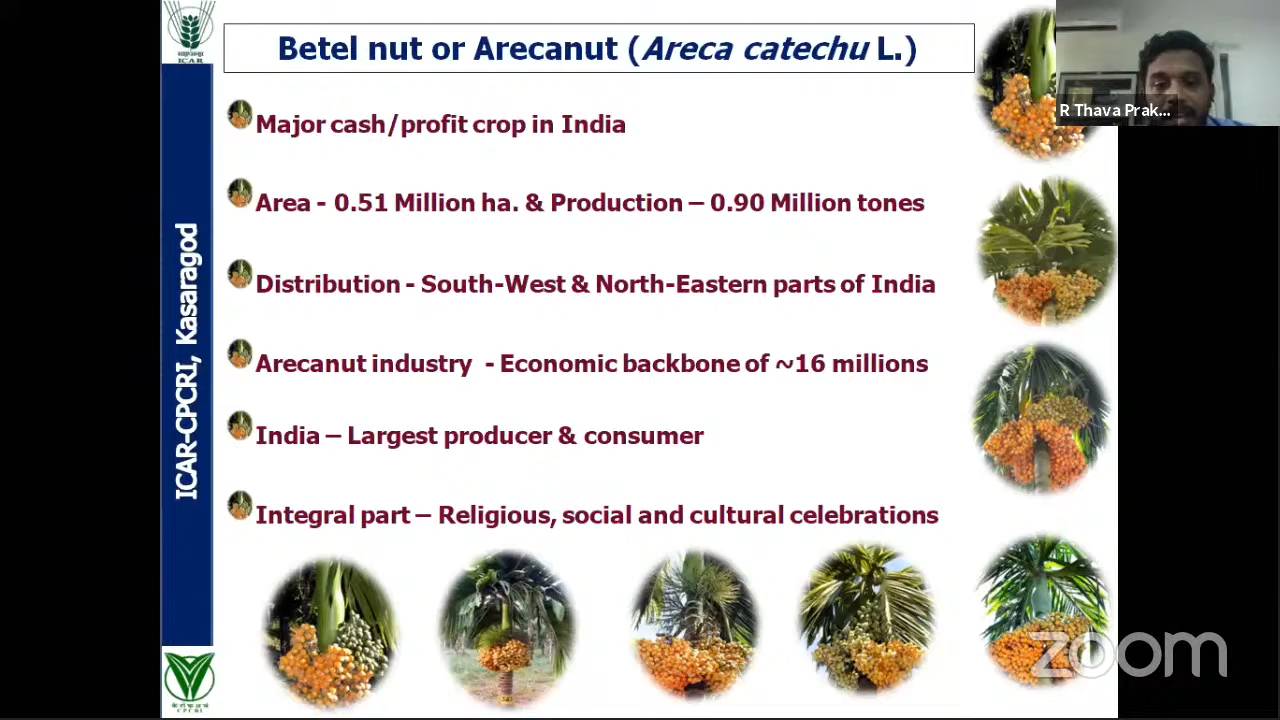 ICAR
Betel nut or Arecanut (Areca catechu L.)
R Thava Prak...
Major cash/profit crop in India
Area - 0.51 Million ha. & Production – 0.90 Million tones
Distribution - South-West & North-Eastern parts of India
Arecanut industry - Economic backbone of ~16 millions
India – Largest producer & consumer
Integral part – Religious, social and cultural celebrations
ICAR-CPCRI, Kasaragod
zoom
CPCRI